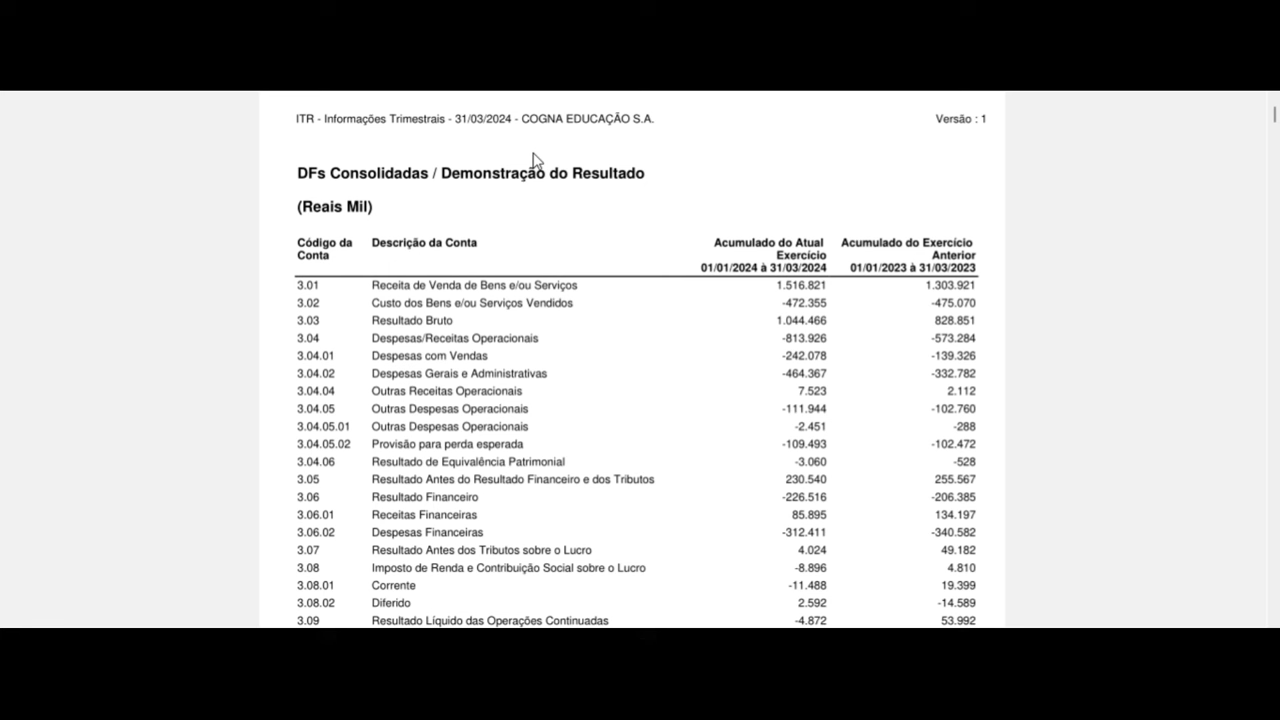 ITR - Informações Trimestrais - 31/03/2024 - COGNA EDUCAÇÃO S.A. Versão : 1
DFs Consolidadas / Demonstração do Resultado
(Reais Mil)
Código da Conta Descrição da Conta Acumulado do Atual Exercício 01/01/2024 à 31/03/2024 Acumulado do Exercício Anterior 01/01/2023 à 31/03/2023
3.01 Receita de Venda de Bens e/ou Serviços 1.516.821 1.303.921
3.02 Custo dos Bens e/ou Serviços Vendidos -472.355 -475.070
3.03 Resultado Bruto 1.044.466 828.851
3.04 Despesas/Receitas Operacionais -813.926 -573.284
3.04.01 Despesas com Vendas -242.078 -139.326
3.04.02 Despesas Gerais e Administrativas -464.367 -332.782
3.04.04 Outras Receitas Operacionais 7.523 2.112
3.04.05 Outras Despesas Operacionais -111.944 -102.760
3.04.05.01 Outras Despesas Operacionais -2.451 -288
3.04.05.02 Provisão para perda esperada -109.493 -102.472
3.04.06 Resultado de Equivalência Patrimonial -3.060 -528
3.05 Resultado Antes do Resultado Financeiro e dos Tributos 230.540 255.567
3.06 Resultado Financeiro -226.516 -206.385
3.06.01 Receitas Financeiras 85.895 134.197
3.06.02 Despesas Financeiras -312.411 -340.582
3.07 Resultado Antes dos Tributos sobre o Lucro 4.024 49.182
3.08 Imposto de Renda e Contribuição Social sobre o Lucro -8.896 4.810
3.08.01 Corrente -11.488 19.399
3.08.02 Diferido 2.592 -14.589
3.09 Resultado Líquido das Operações Continuadas -4.872 53.992